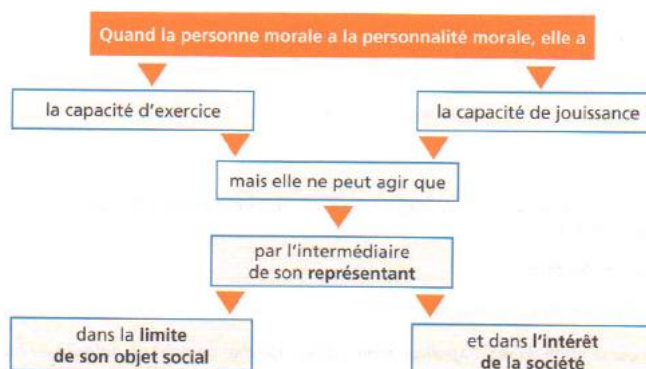 Quand la personne morale a la personnalité morale, elle a
la capacité d'exercice
la capacité de jouissance
mais elle ne peut agir que
par l'intermédiaire
de son représentant
dans la limite
de son objet social
et dans l'intérêt
de la société